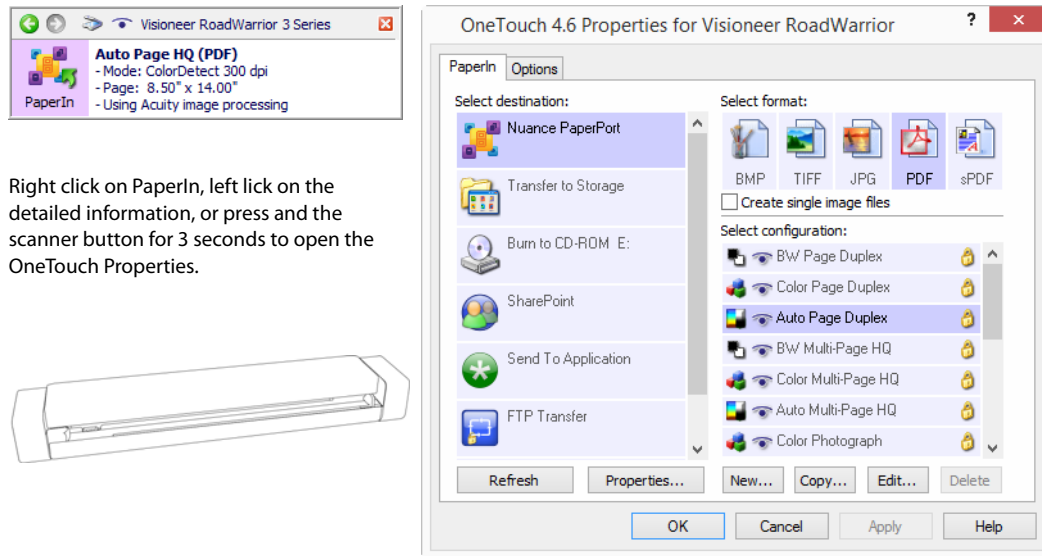 Visioneer RoadWarrior 3 Series
PaperIn
Auto Page HQ (PDF)
- Mode: ColorDetect 300 dpi
- Page: 8.50" x 14.00"
- Using Acuity image processing
Right click on PaperIn, left lick on the
detailed information, or press and the
scanner button for 3 seconds to open the
OneTouch Properties.
OneTouch 4.6 Properties for Visioneer RoadWarrior
?
PaperIn Options
Select destination:
Nuance PaperPort
Transfer to Storage
Burn to CD-ROM E:
SharePoint
Send To Application
FTP Transfer
Refresh Properties...
Select format:
BMP TIFF JPG PDF sPDF
Create single image files
Select configuration:
BW Page Duplex
Color Page Duplex
Auto Page Duplex
BW Multi-Page HQ
Color Multi-Page HQ
Auto Multi-Page HQ
Color Photograph
New... Copy... Edit... Delete
OK Cancel Apply Help